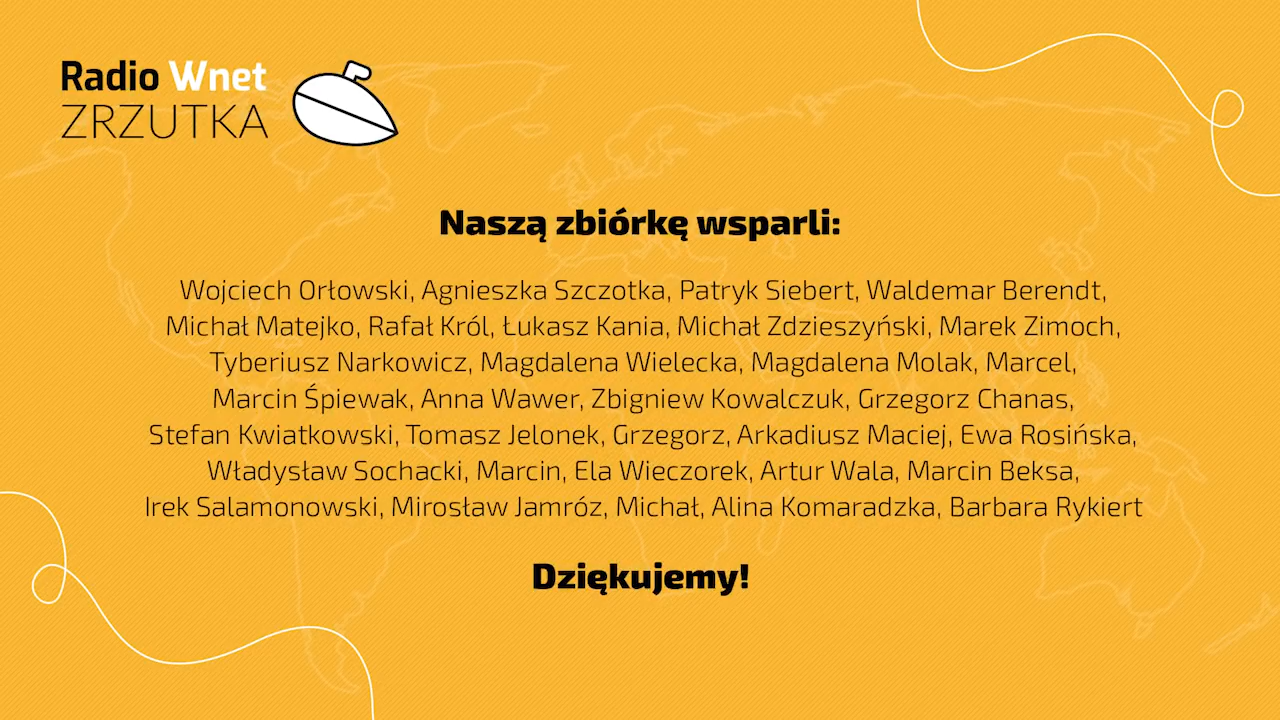 Radio Wnet
ZRZUTKA
Naszą zbiórkę wsparli:
Wojciech Orłowski, Agnieszka Szczotka, Patryk Siebert, Waldemar Berendt,
Michał Matejko, Rafał Król, Łukasz Kania, Michał Zdzieszyński, Marek Zimoch,
Tyberiusz Narkowicz, Magdalena Wielecka, Magdalena Molak, Marcel,
Marcin Śpiewak, Anna Wawer, Zbigniew Kowalczuk, Grzegorz Chanas,
Stefan Kwiatkowski, Tomasz Jelonek, Grzegorz, Arkadiusz Maciej, Ewa Rosińska,
Władysław Sochacki, Marcin, Ela Wieczorek, Artur Wala, Marcin Beksa,
Irek Salamonowski, Mirosław Jamróz, Michał, Alina Komaradzka, Barbara Rykiert
Dziękujemy!